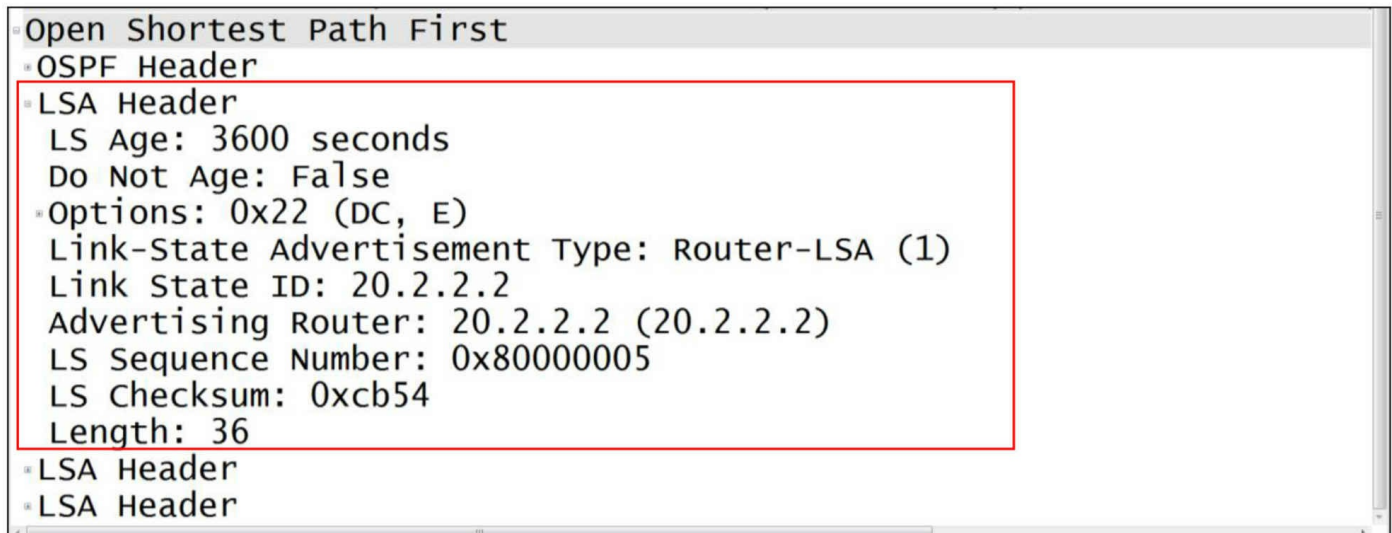 Open Shortest Path First
OSPF Header
LSA Header
LS Age: 3600 seconds
Do Not Age: False
Options: 0x22 (DC, E)
Link-State Advertisement Type: Router-LSA (1)
Link State ID: 20.2.2.2
Advertising Router: 20.2.2.2 (20.2.2.2)
LS Sequence Number: 0x80000005
LS Checksum: 0xcb54
Length: 36
LSA Header
LSA Header